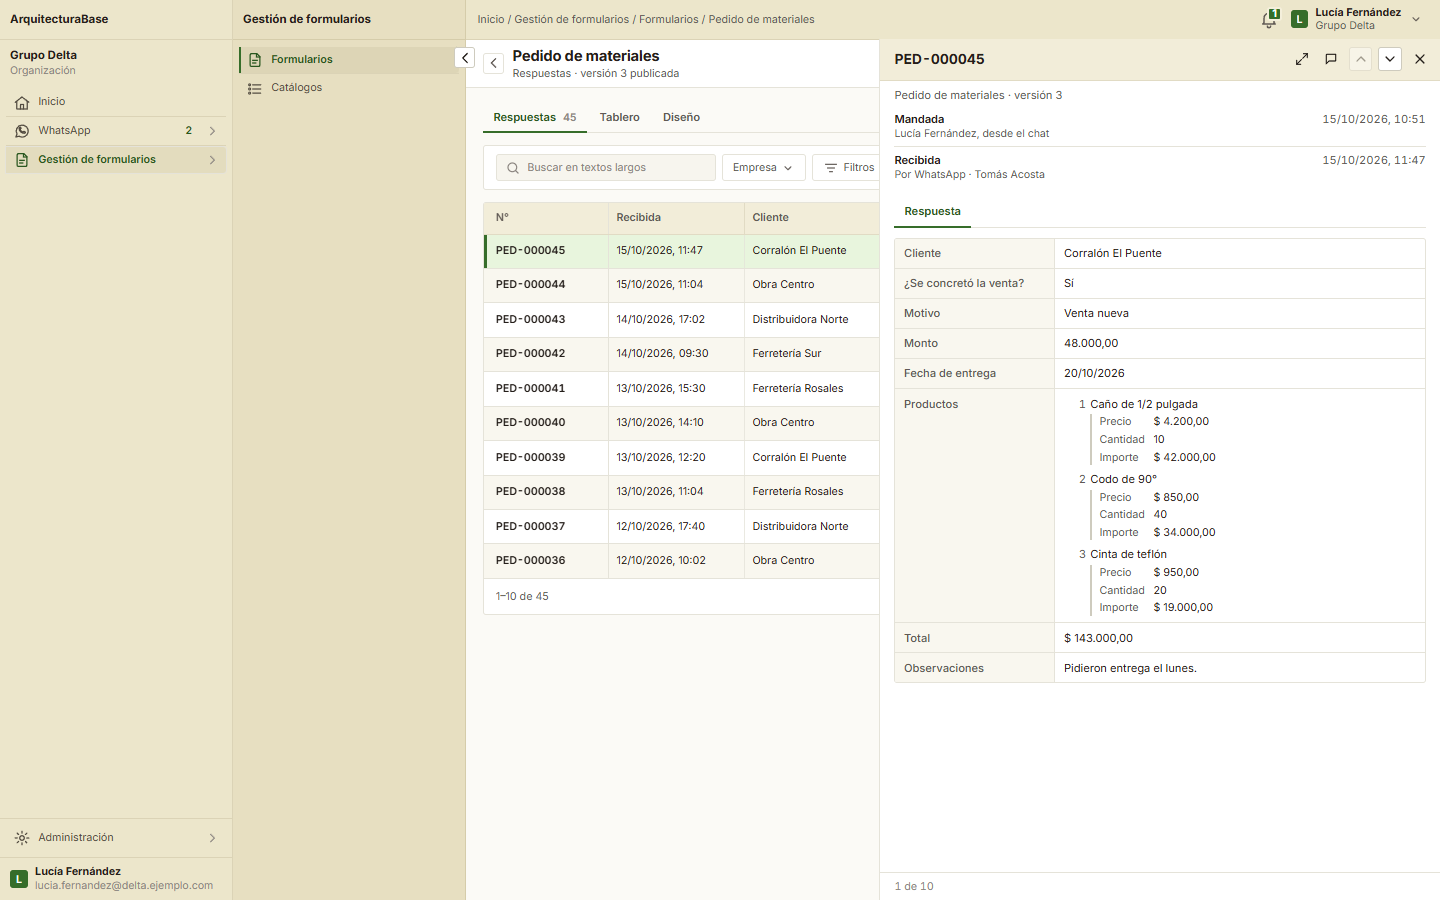 ArquitecturaBase
Grupo Delta
Organización
Inicio
WhatsApp 2
Gestión de formularios
Administración
L Lucía Fernández
lucia.fernandez@delta.ejemplo.com
Gestión de formularios
Formularios
Catálogos
Inicio / Gestión de formularios / Formularios / Pedido de materiales
1
L Lucía Fernández
Grupo Delta
Pedido de materiales
Respuestas · versión 3 publicada
Respuestas 45 Tablero Diseño
Buscar en textos largos Empresa Filtros
N° Recibida Cliente
PED-000045 15/10/2026, 11:47 Corralón El Puente
PED-000044 15/10/2026, 11:04 Obra Centro
PED-000043 14/10/2026, 17:02 Distribuidora Norte
PED-000042 14/10/2026, 09:30 Ferretería Sur
PED-000041 13/10/2026, 15:30 Ferretería Rosales
PED-000040 13/10/2026, 14:10 Obra Centro
PED-000039 13/10/2026, 12:20 Corralón El Puente
PED-000038 13/10/2026, 11:04 Ferretería Rosales
PED-000037 12/10/2026, 17:40 Distribuidora Norte
PED-000036 12/10/2026, 10:02 Obra Centro
1–10 de 45
PED-000045
Pedido de materiales · versión 3
Mandada 15/10/2026, 10:51
Lucía Fernández, desde el chat
Recibida 15/10/2026, 11:47
Por WhatsApp · Tomás Acosta
Respuesta
Cliente Corralón El Puente
¿Se concretó la venta? Sí
Motivo Venta nueva
Monto 48.000,00
Fecha de entrega 20/10/2026
Productos 1 Caño de 1/2 pulgada
Precio $ 4.200,00
Cantidad 10
Importe $ 42.000,00
2 Codo de 90°
Precio $ 850,00
Cantidad 40
Importe $ 34.000,00
3 Cinta de teflón
Precio $ 950,00
Cantidad 20
Importe $ 19.000,00
Total $ 143.000,00
Observaciones Pidieron entrega el lunes.
1 de 10